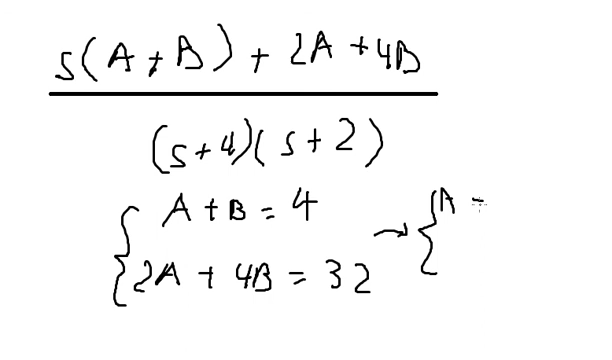 s(A+B) + 2A + 4B
(s+4)(s+2)
{ A + B = 4
{ 2A + 4B = 32 → { A =